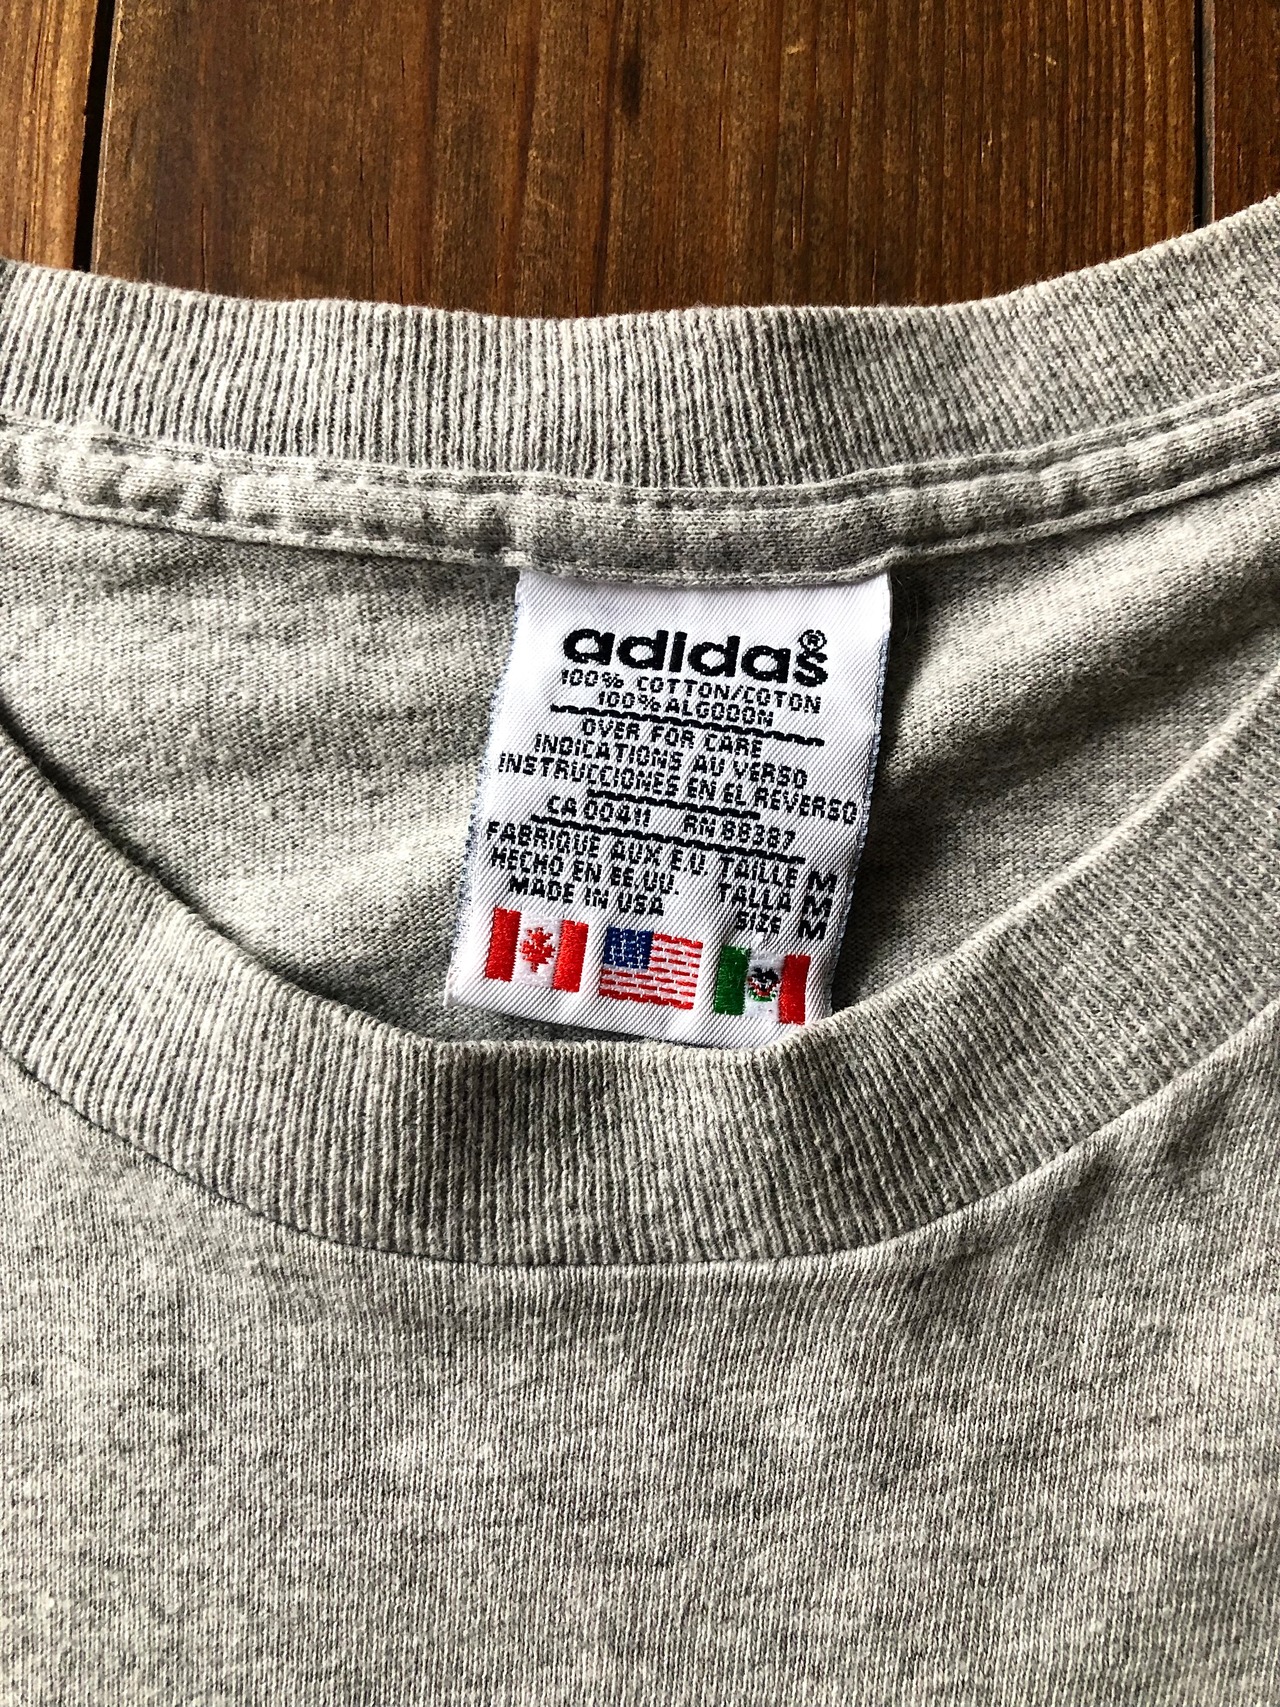 adidas®
100% COTTON/COTON
100% ALGODON
OVER FOR CARE
INDICATIONS AU VERSO
INSTRUCCIONES EN EL REVERSO
CA 00411 RN 88387
FABRIQUE AUX E.U. TAILLE M
HECHO EN EE.UU. TALLA M
MADE IN USA SIZE M